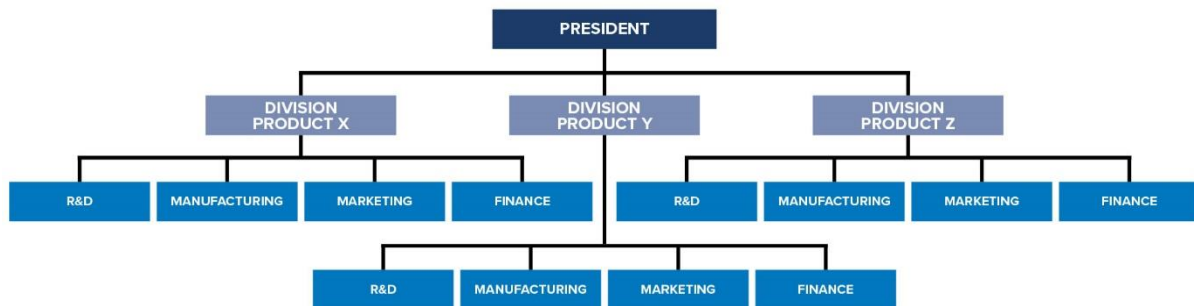 PRESIDENT
DIVISION
PRODUCT X
DIVISION
PRODUCT Y
DIVISION
PRODUCT Z
R&D
MANUFACTURING
MARKETING
FINANCE
R&D
MANUFACTURING
MARKETING
FINANCE
R&D
MANUFACTURING
MARKETING
FINANCE